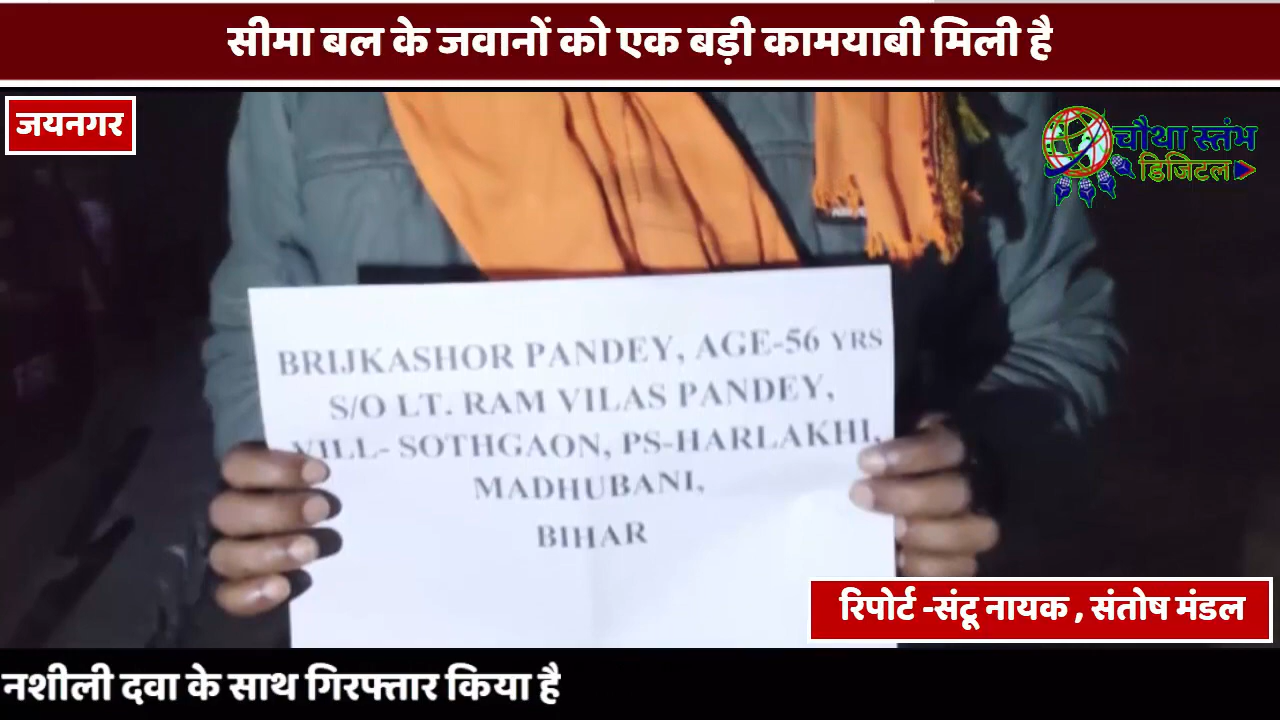 सीमा बल के जवानों को एक बड़ी कामयाबी मिली है
जयनगर
चौथा स्तंभ
डिजिटल
BRIJKASHOR PANDEY, AGE-56 YRS
S/O LT. RAM VILAS PANDEY,
VILL- SOTHGAON, PS-HARLAKHI,
MADHUBANI,
BIHAR
रिपोर्ट -संटू नायक , संतोष मंडल
नशीली दवा के साथ गिरफ्तार किया है